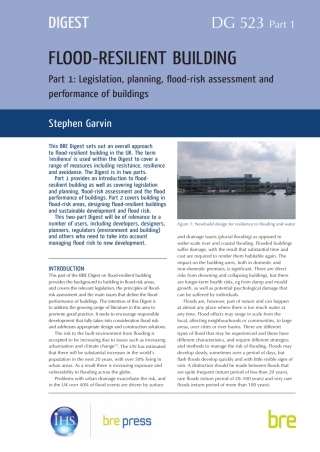 DIGEST
DG 523 Part 1
FLOOD-RESILIENT BUILDING
Part 1: Legislation, planning, flood-risk assessment and
performance of buildings
Stephen Garvin
This BRE Digest sets out an overall approach
to flood-resilient building in the UK. The term
'resilience' is used within the Digest to cover a
range of measures including resistance, resilience
and avoidance. The Digest is in two parts.
Part 1 provides an introduction to flood-
resilient building as well as covering legislation
and planning, flood-risk assessment and the flood
performance of buildings. Part 2 covers building in
flood-risk areas, designing flood-resilient buildings
and sustainable development and flood risk.
This two-part Digest will be of relevance to a
number of users, including developers, designers,
planners, regulators (environment and building)
and others who need to take into account
managing flood risk to new development.
INTRODUCTION
This part of the BRE Digest on flood-resilient building
provides the background to building in flood-risk areas,
and covers the relevant legislation, the principles of flood-
risk assessment and the main issues that define the flood
performance of buildings. The intention of this Digest is
to address the growing range of literature in this area and to
promote good practice. It seeks to encourage responsible
development that fully takes into consideration flood risk
and addresses appropriate design and construction solutions.
The risk to the built environment from flooding is
accepted to be increasing due to issues such as increasing
urbanisation and climate change. The UN has estimated
that there will be substantial increases in the world's
population in the next 20 years, with over 50% living in
urban areas. As a result there is increasing exposure and
vulnerability to flooding across the globe.
Problems with urban drainage exacerbate the risk, and
in the UK over 40% of flood events are driven by surface
Figure 1: Newbuild design for resilience to flooding and water
and drainage issues (pluvial flooding) as opposed to
wider-scale river and coastal flooding. Flooded buildings
suffer damage, with the result that substantial time and
cost are required to render them habitable again. The
impact on the building users, both in domestic and
non-domestic premises, is significant. There are direct
risks from drowning and submersion in floods, but there
are longer-term health risks, eg from damp and mould
growth, as well as potential psychological damage that
can be suffered by individuals.
Floods are, however, part of nature and can happen
at almost any place where there is too much water at
any time. Flood effects may range in scale from the
local, affecting neighbourhoods or communities, to large
areas, over cities or river basins. There are different
types of flood that may be experienced and these have
different characteristics, and require different strategies
and methods to manage the risk of flooding. Floods may
develop slowly, sometimes over a period of days, but
flash floods develop quickly and with little visible signs of
rain. A distinction should be made between floods that
are quite frequent (return period of less than 20 years,
rare floods (return period of 20–100 years) and very rare
floods (return period of more than 100 years).
IHS
bre press
bre